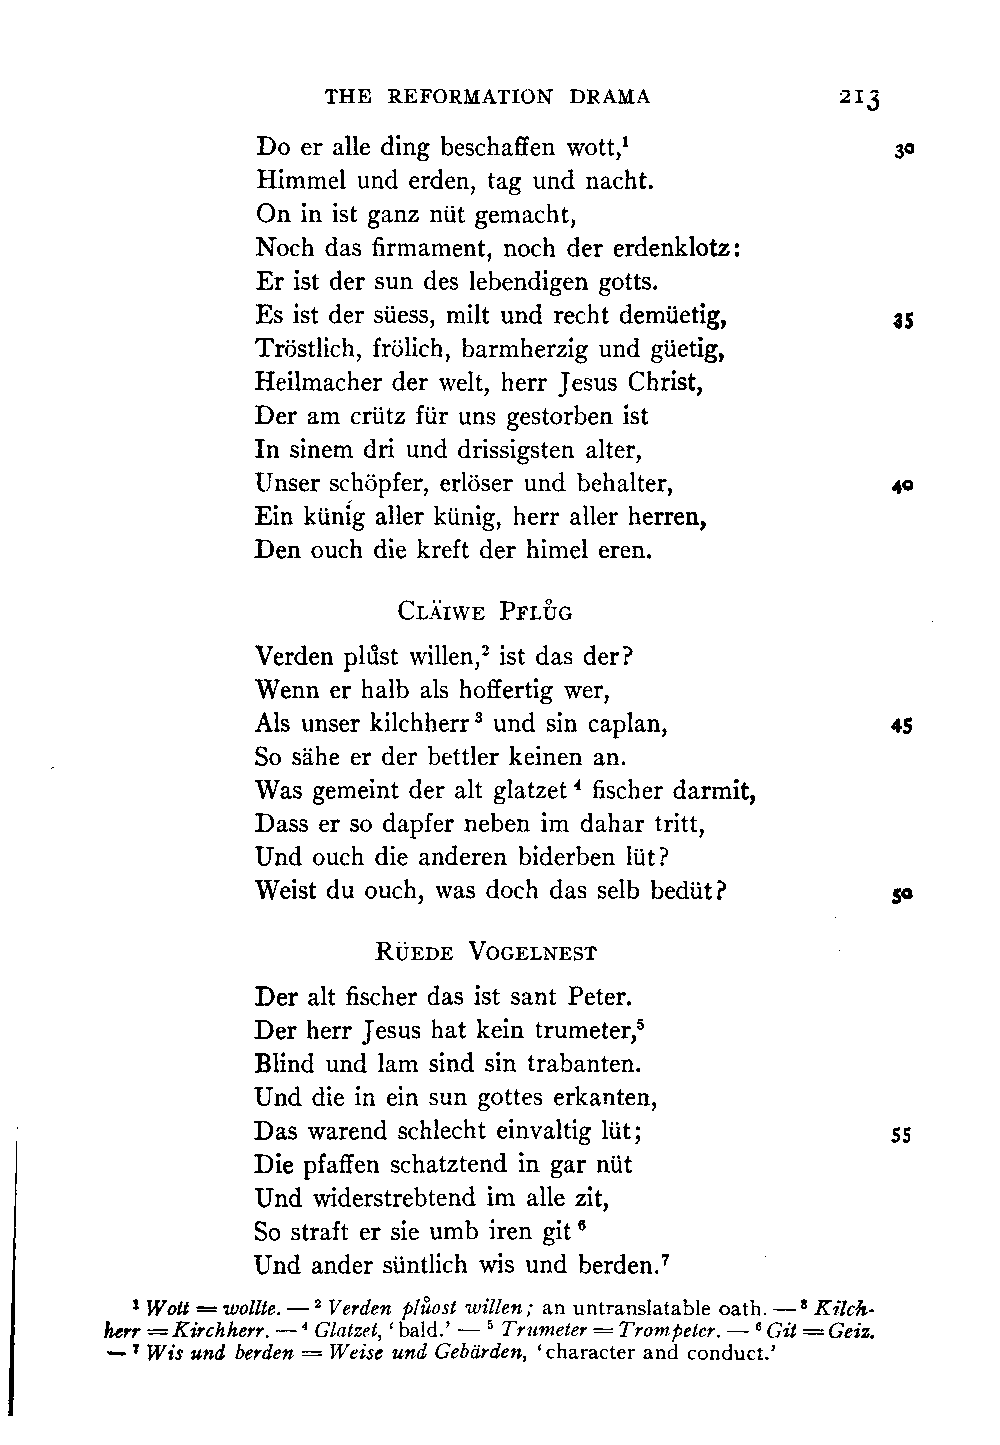 THE REFORMATION DRAMA 213
Do er alle ding beschaffen wott,¹ 30
Himmel und erden, tag und nacht.
On in ist ganz nüt gemacht,
Noch das firmament, noch der erdenklotz:
Er ist der sun des lebendigen gotts.
Es ist der süess, milt und recht demüetig, 35
Tröstlich, frölich, barmherzig und güetig,
Heilmacher der welt, herr Jesus Christ,
Der am crütz für uns gestorben ist
In sinem dri und drissigsten alter,
Unser schöpfer, erlöser und behalter, 40
Ein künig aller künig, herr aller herren,
Den ouch die kreft der himel eren.
CLÄIWE PFLŮG
Verden plůst willen,² ist das der?
Wenn er halb als hoffertig wer,
Als unser kilchherr³ und sin caplan, 45
So sähe er der bettler keinen an.
Was gemeint der alt glatzet⁴ fischer darmit,
Dass er so dapfer neben im dahar tritt,
Und ouch die anderen biderben lüt?
Weist du ouch, was doch das selb bedüt? 50
RÜEDE VOGELNEST
Der alt fischer das ist sant Peter.
Der herr Jesus hat kein trumeter,⁵
Blind und lam sind sin trabanten.
Und die in ein sun gottes erkanten,
Das warend schlecht einvaltig lüt; 55
Die pfaffen schatztend in gar nüt
Und widerstrebtend im alle zit,
So straft er sie umb iren git⁶
Und ander süntlich wis und berden.⁷
¹ Wott = wollte. — ² Verden plůost willen; an untranslatable oath. — ³ Kilch-
herr = Kirchherr. — ⁴ Glatzet, ‘bald.’ — ⁵ Trumeter = Trompeter. — ⁶ Git = Geiz.
— ⁷ Wis und berden = Weise und Gebärden, ‘character and conduct.’